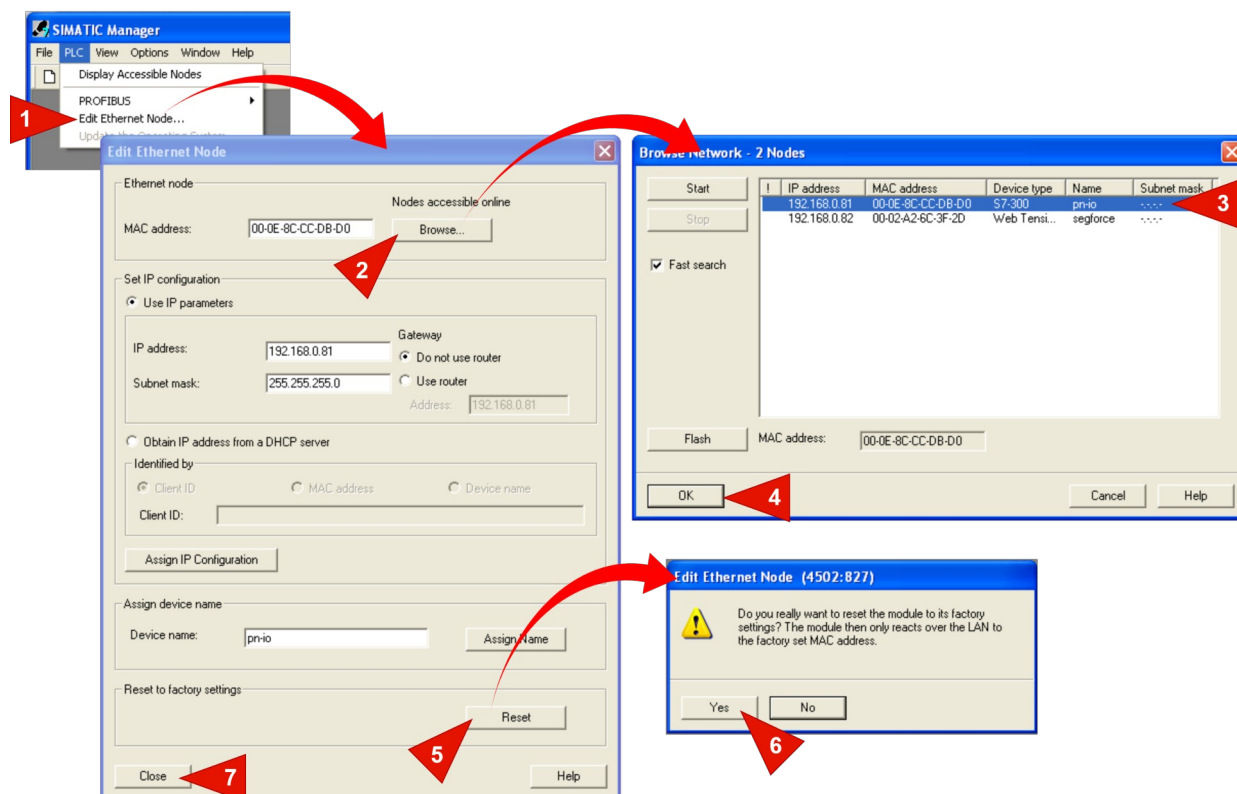 SIMATIC Manager
File PLC View Options Window Help
Display Accessible Nodes
PROFIBUS
1
Edit Ethernet Node...
Update the Operating System
Edit Ethernet Node
Ethernet node
Nodes accessible online
MAC address: 00-0E-8C-CC-DB-D0 Browse...
2
Set IP configuration
Use IP parameters
Gateway
IP address: 192.168.0.81 Do not use router
Subnet mask: 255.255.255.0 Use router
Address: 192.168.0.81
Obtain IP address from a DHCP server
Identified by
Client ID MAC address Device name
Client ID:
Assign IP Configuration
Assign device name
Device name: pn-io Assign Name
Reset to factory settings
Reset
5
Close 7 Help
Browse Network - 2 Nodes
Start ! IP address MAC address Device type Name Subnet mask
192.168.0.81 00-0E-8C-CC-DB-D0 S7-300 pn-io -.-.-.- 3
Stop 192.168.0.82 00-02-A2-6C-3F-2D Web Tensi... segforce -.-.-.-
Fast search
Flash MAC address: 00-0E-8C-CC-DB-D0
OK 4 Cancel Help
Edit Ethernet Node (4502:827)
Do you really want to reset the module to its factory
settings? The module then only reacts over the LAN to
the factory set MAC address.
Yes No
6